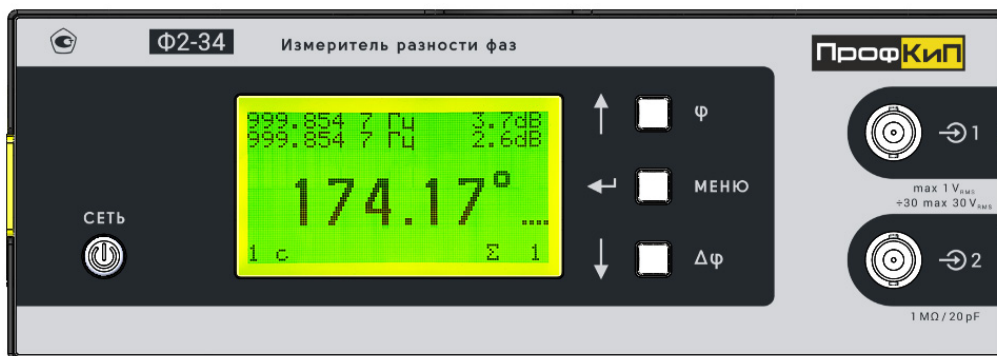 Ф2-34
Измеритель разности фаз
ПрофКиП
999.854 7 Гц 3.7dB
999.854 7 Гц 2.6dB
174.17°
1 с Σ 1
СЕТЬ
φ
МЕНЮ
Δφ
1
max 1 VRMS
÷30 max 30 VRMS
2
1 MΩ / 20 pF